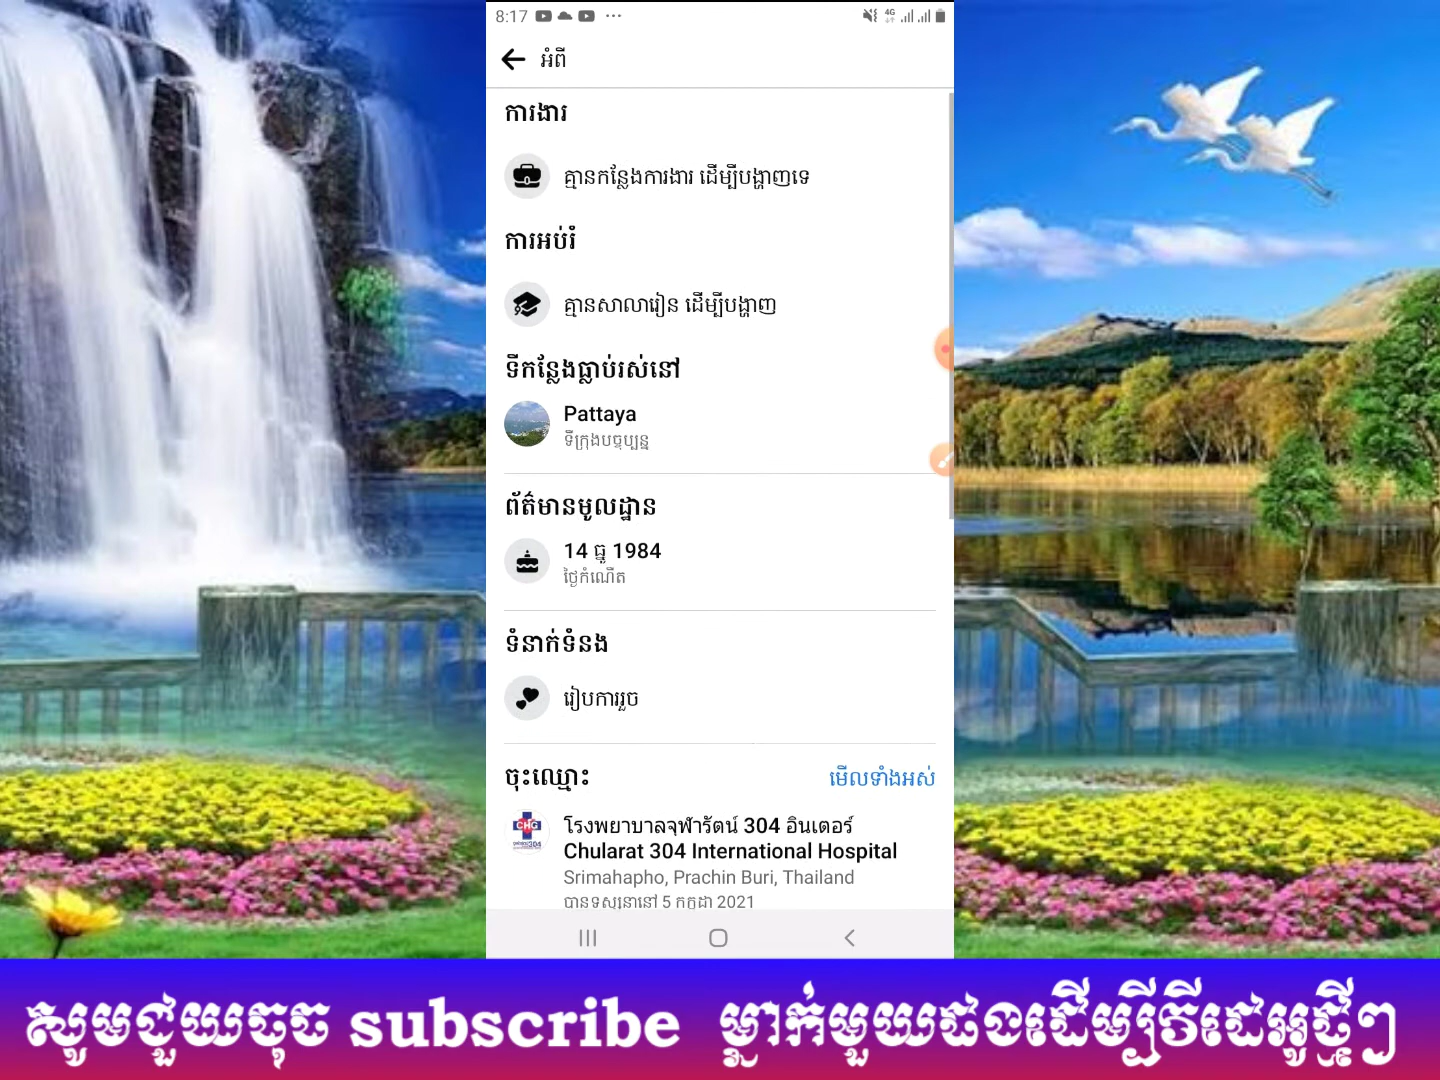 8:17
4G
អំពី
ការងារ
គ្មានកន្លែងការងារ ដើម្បីបង្ហាញទេ
ការអប់រំ
គ្មានសាលារៀន ដើម្បីបង្ហាញ
ទីកន្លែងធ្លាប់រស់នៅ
Pattaya
ទីក្រុងបច្ចុប្បន្ន
ព័ត៌មានមូលដ្ឋាន
14 ធ្នូ 1984
ថ្ងៃកំណើត
ទំនាក់ទំនង
រៀបការរួច
ចុះឈ្មោះ មើលទាំងអស់
CHG
โรงพยาบาลจุฬารัตน์ 304 อินเตอร์
Chularat 304 International Hospital
Srimahapho, Prachin Buri, Thailand
បានទស្សនានៅ 5 កក្កដា 2021
សូមជួយចុច subscribe ម្នាក់មួយផងដើម្បីវីដេអូថ្មីៗ